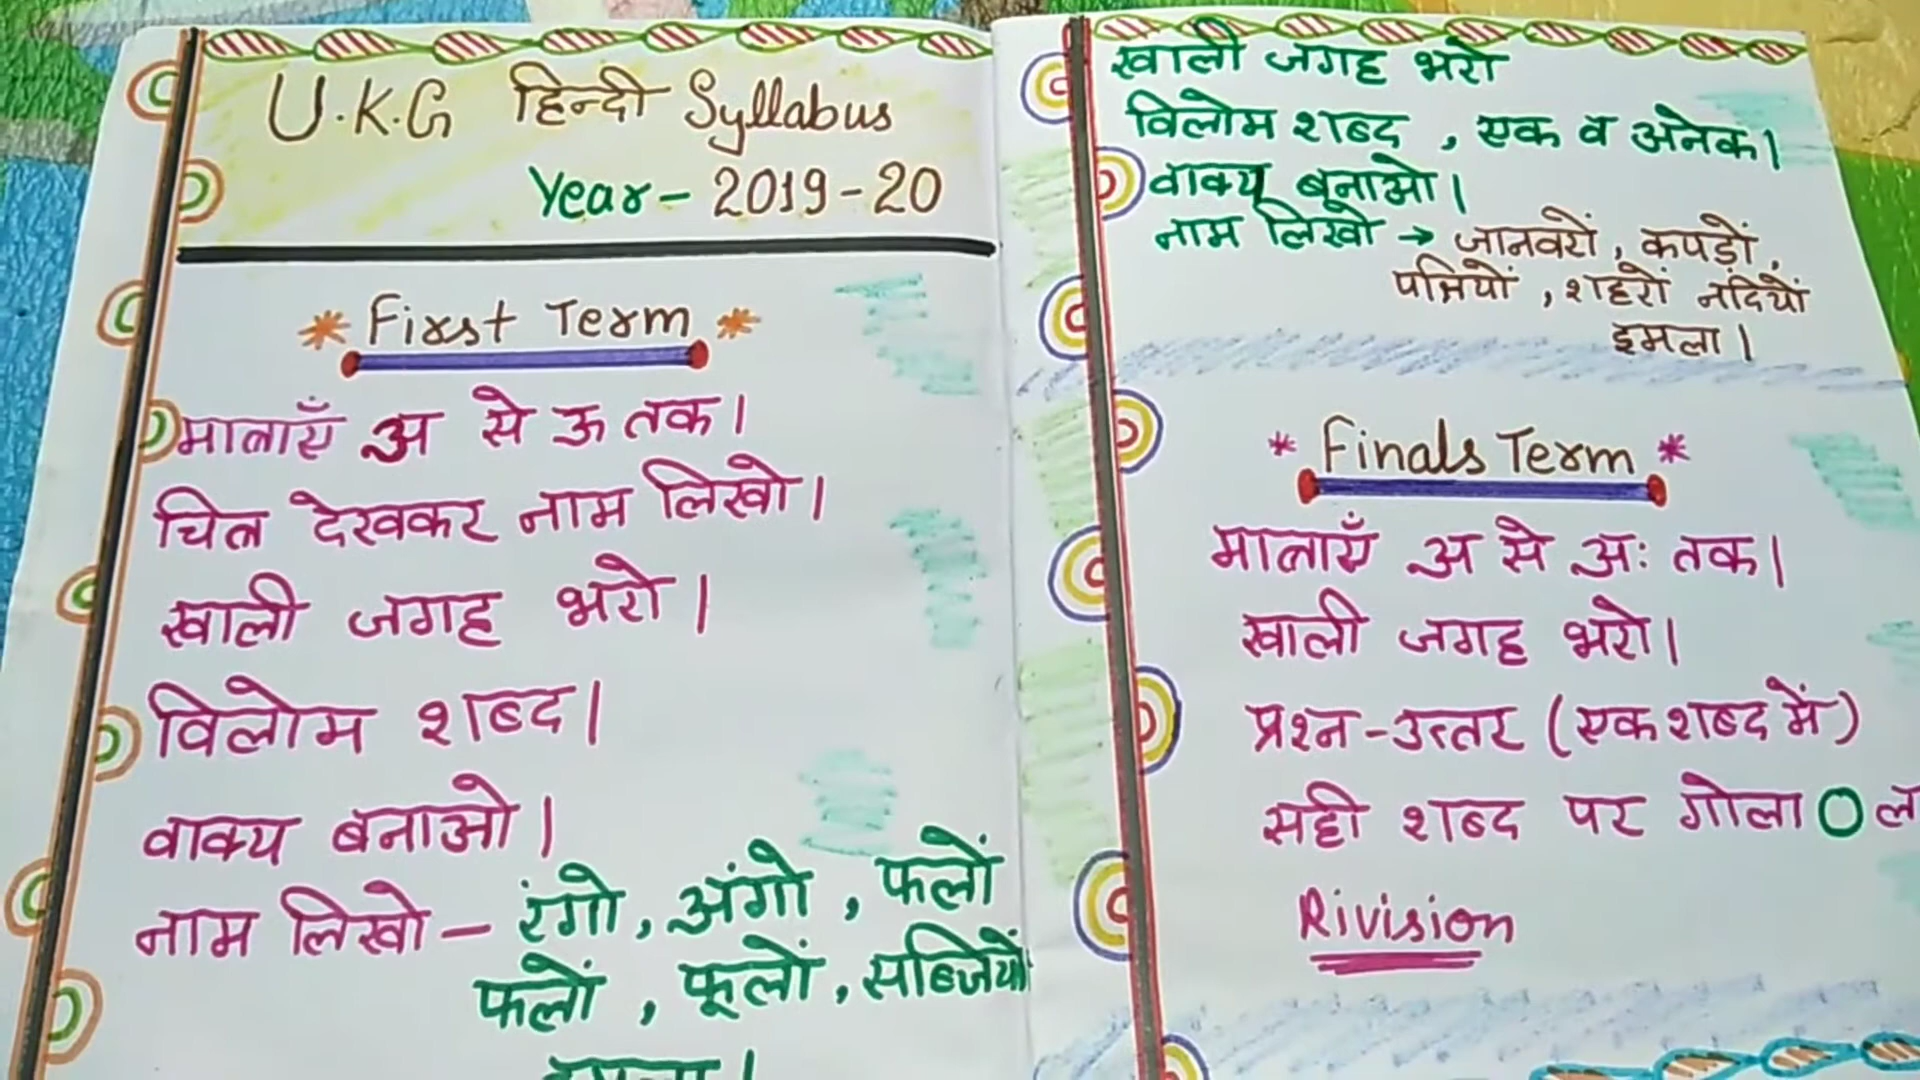 U.K.G हिन्दी Syllabus
Year- 2019-20
* First Term *
मात्राएँ अ से ऊ तक।
चित्र देखकर नाम लिखो।
खाली जगह भरो।
विलोम शब्द।
वाक्य बनाओ।
नाम लिखो- रंगो, अंगो, फलों
फलों, फूलों, सब्जियों
इमला।
खाली जगह भरो
विलोम शब्द, एक व अनेक।
वाक्य बनाओ।
नाम लिखो → जानवरों, कपड़ों,
पक्षियों, शहरों नदियों
इमला।
* Finals Term *
मात्राएँ अ से अः तक।
खाली जगह भरो।
प्रश्न-उत्तर (एक शब्द में)
सही शब्द पर गोला O ल
Rivision